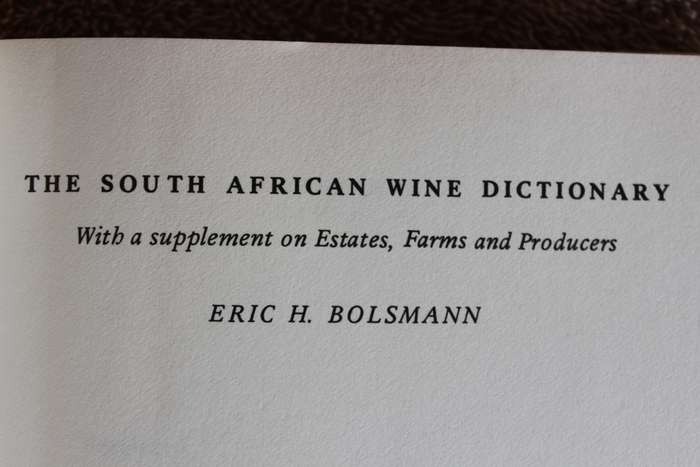 THE SOUTH AFRICAN WINE DICTIONARY
With a supplement on Estates, Farms and Producers
ERIC H. BOLSMANN